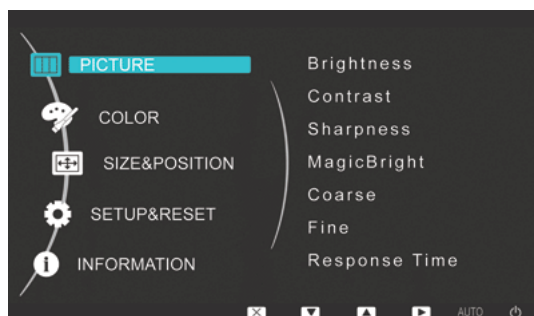 PICTURE
COLOR
SIZE&POSITION
SETUP&RESET
INFORMATION
Brightness
Contrast
Sharpness
MagicBright
Coarse
Fine
Response Time
AUTO